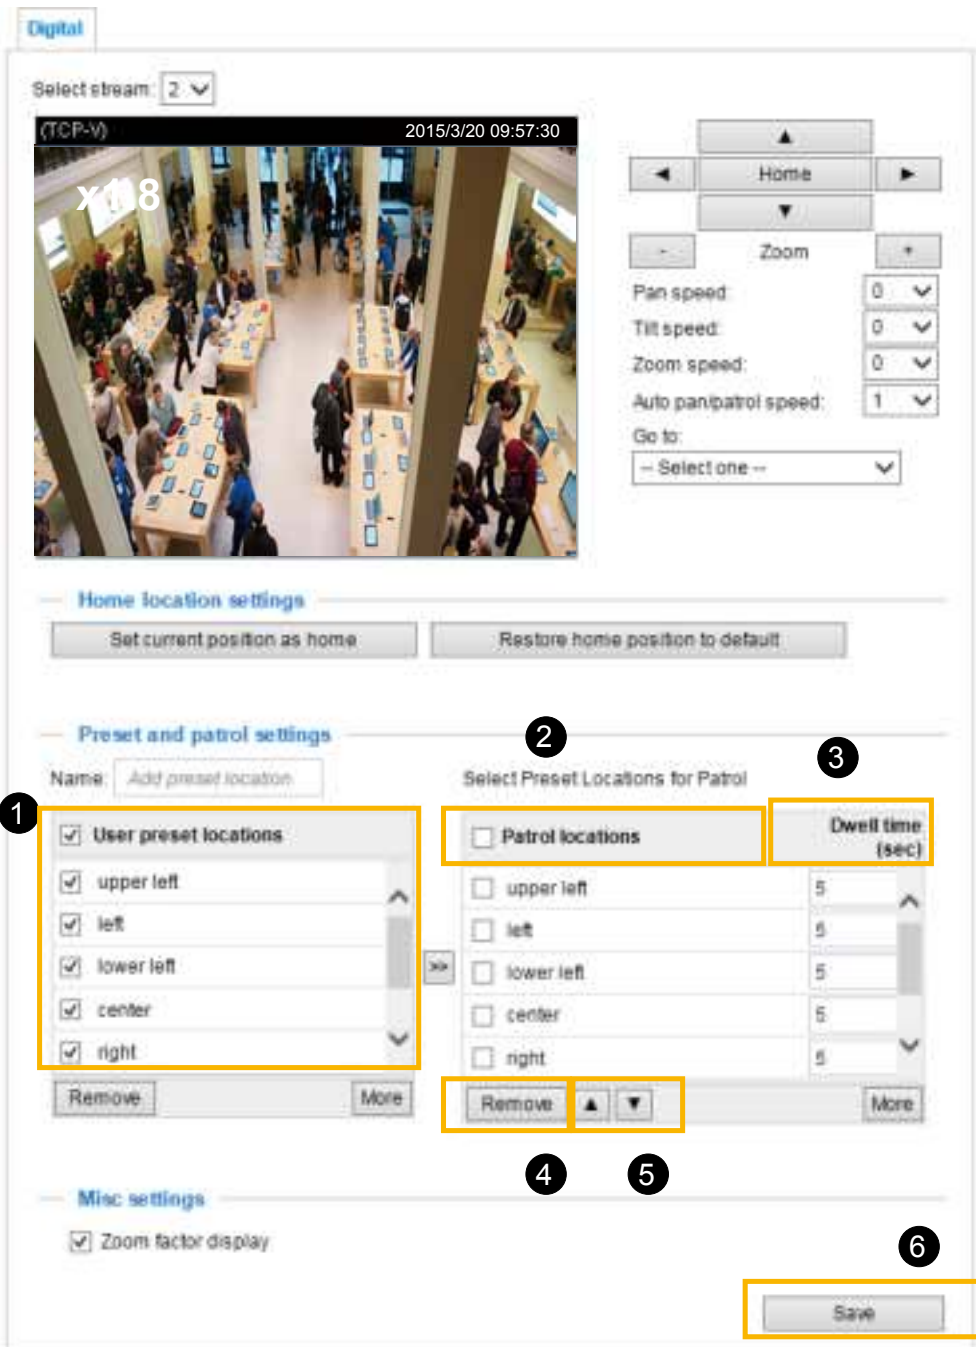 Digital
Select stream: 2
(TCP-V) 2015/3/20 09:57:30
x1.8
Home
- Zoom +
Pan speed: 0
Tilt speed: 0
Zoom speed: 0
Auto pan/patrol speed: 1
Go to:
-- Select one --
Home location settings
Set current position as home
Restore home position to default
Preset and patrol settings
2
3
Name: Add preset location
Select Preset Locations for Patrol
1
User preset locations
upper left
left
lower left
center
right
Remove More
>>
Patrol locations Dwell time
(sec)
upper left 5
left 5
lower left 5
center 5
right 5
Remove ▲ ▼ More
4
5
Misc settings
Zoom factor display
6
Save